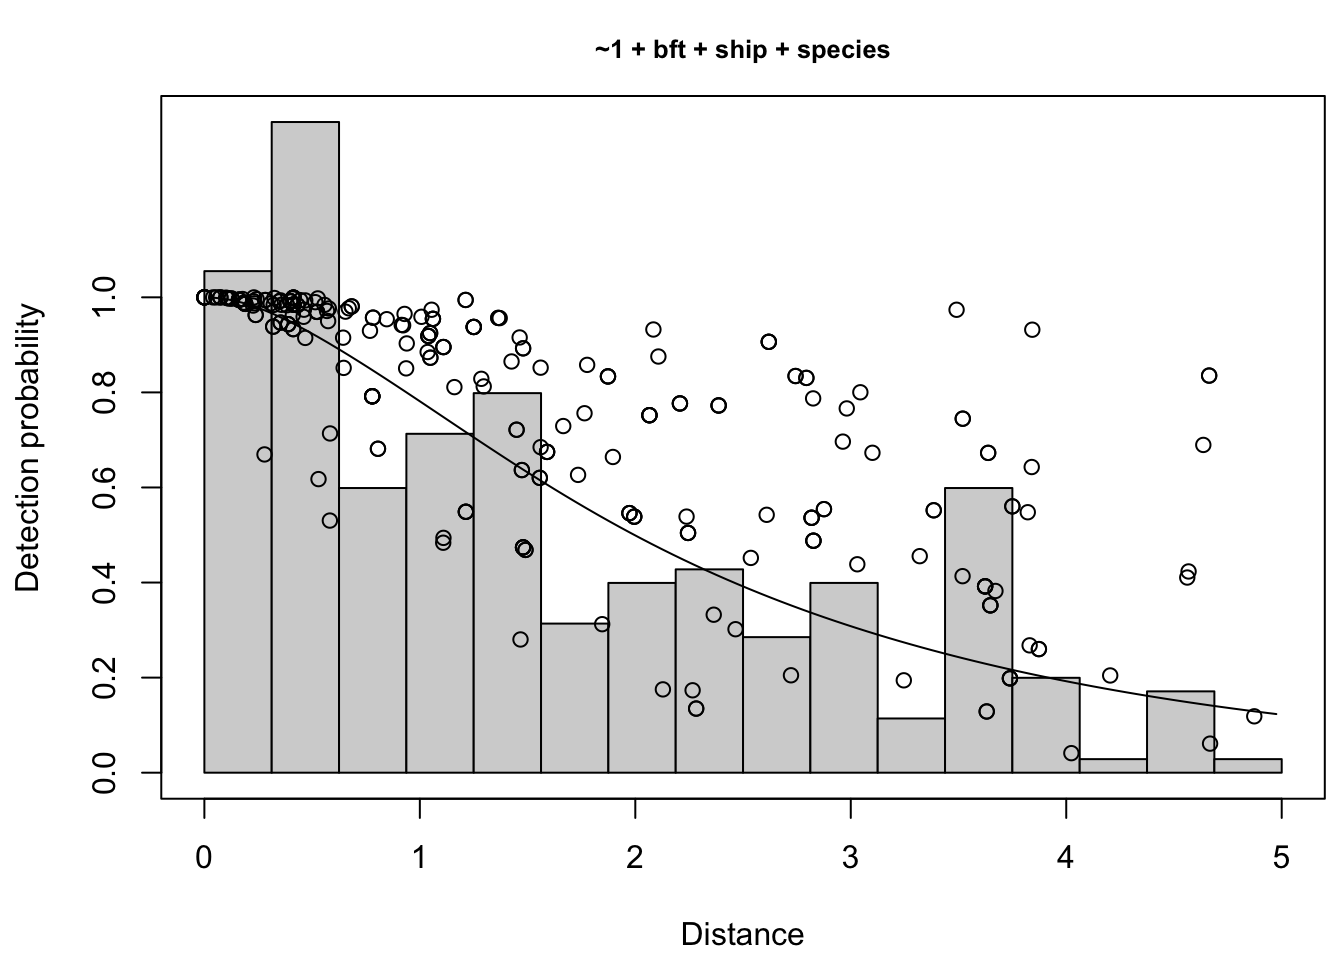 ~1 + bft + ship + species
Detection probability
1.0
0.8
0.6
0.4
0.2
0.0
0 1 2 3 4 5
Distance